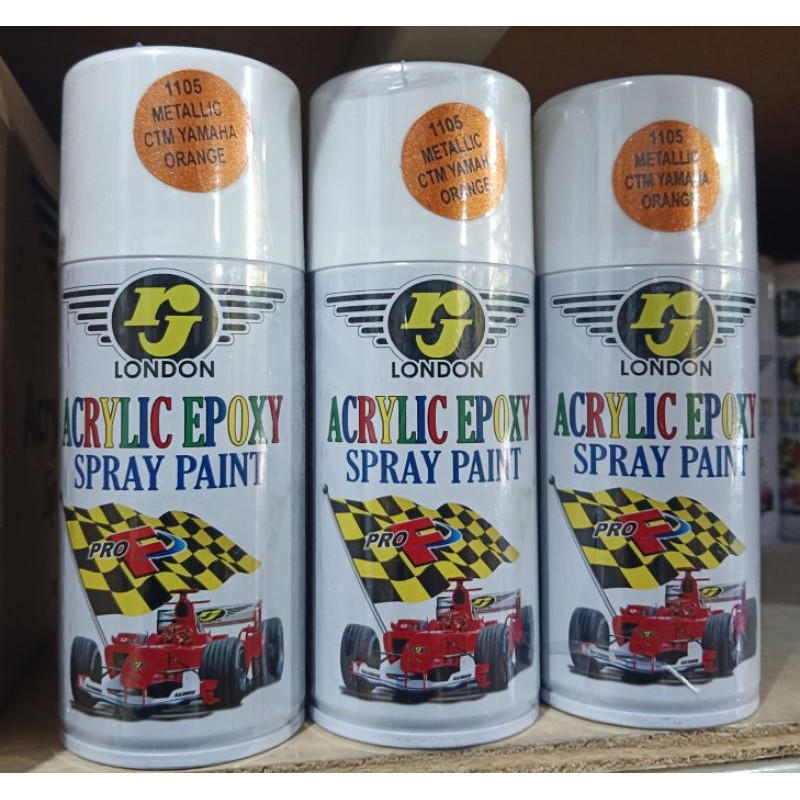 1105
METALLIC
CTM YAMAHA
ORANGE
rj
LONDON
ACRYLIC EPOXY
SPRAY PAINT
PRO F
1105
METALLIC
CTM YAMAH
ORANGE
rj
LONDON
ACRYLIC EPOXY
SPRAY PAINT
PRO F
1105
METALLIC
CTM YAMAHA
ORANGE
rj
LONDON
ACRYLIC EPOXY
SPRAY PAINT
PRO F